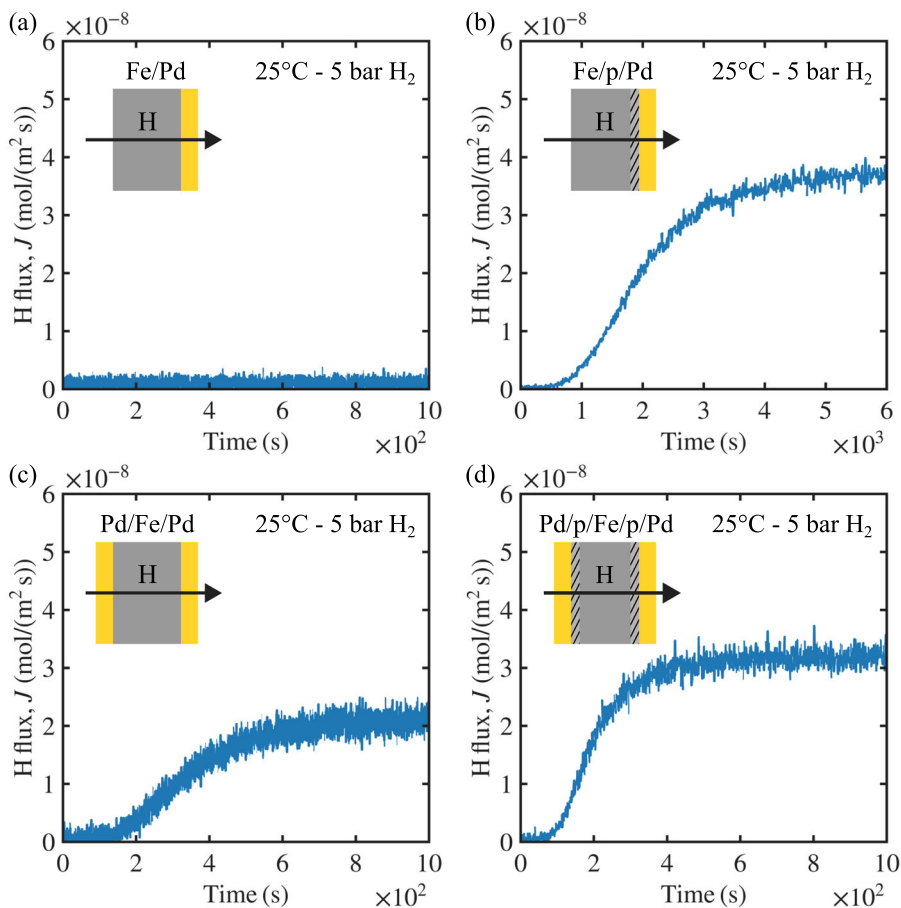 (a)
×10⁻⁸
Fe/Pd
25°C - 5 bar H₂
H
H flux, J (mol/(m² s))
6
5
4
3
2
1
0
0 2 4 6 8 10
Time (s)
×10²
(b)
×10⁻⁸
Fe/p/Pd
25°C - 5 bar H₂
H
H flux, J (mol/(m² s))
6
5
4
3
2
1
0
0 1 2 3 4 5 6
Time (s)
×10³
(c)
×10⁻⁸
Pd/Fe/Pd
25°C - 5 bar H₂
H
H flux, J (mol/(m² s))
6
5
4
3
2
1
0
0 2 4 6 8 10
Time (s)
×10²
(d)
×10⁻⁸
Pd/p/Fe/p/Pd
25°C - 5 bar H₂
H
H flux, J (mol/(m² s))
6
5
4
3
2
1
0
0 2 4 6 8 10
Time (s)
×10²